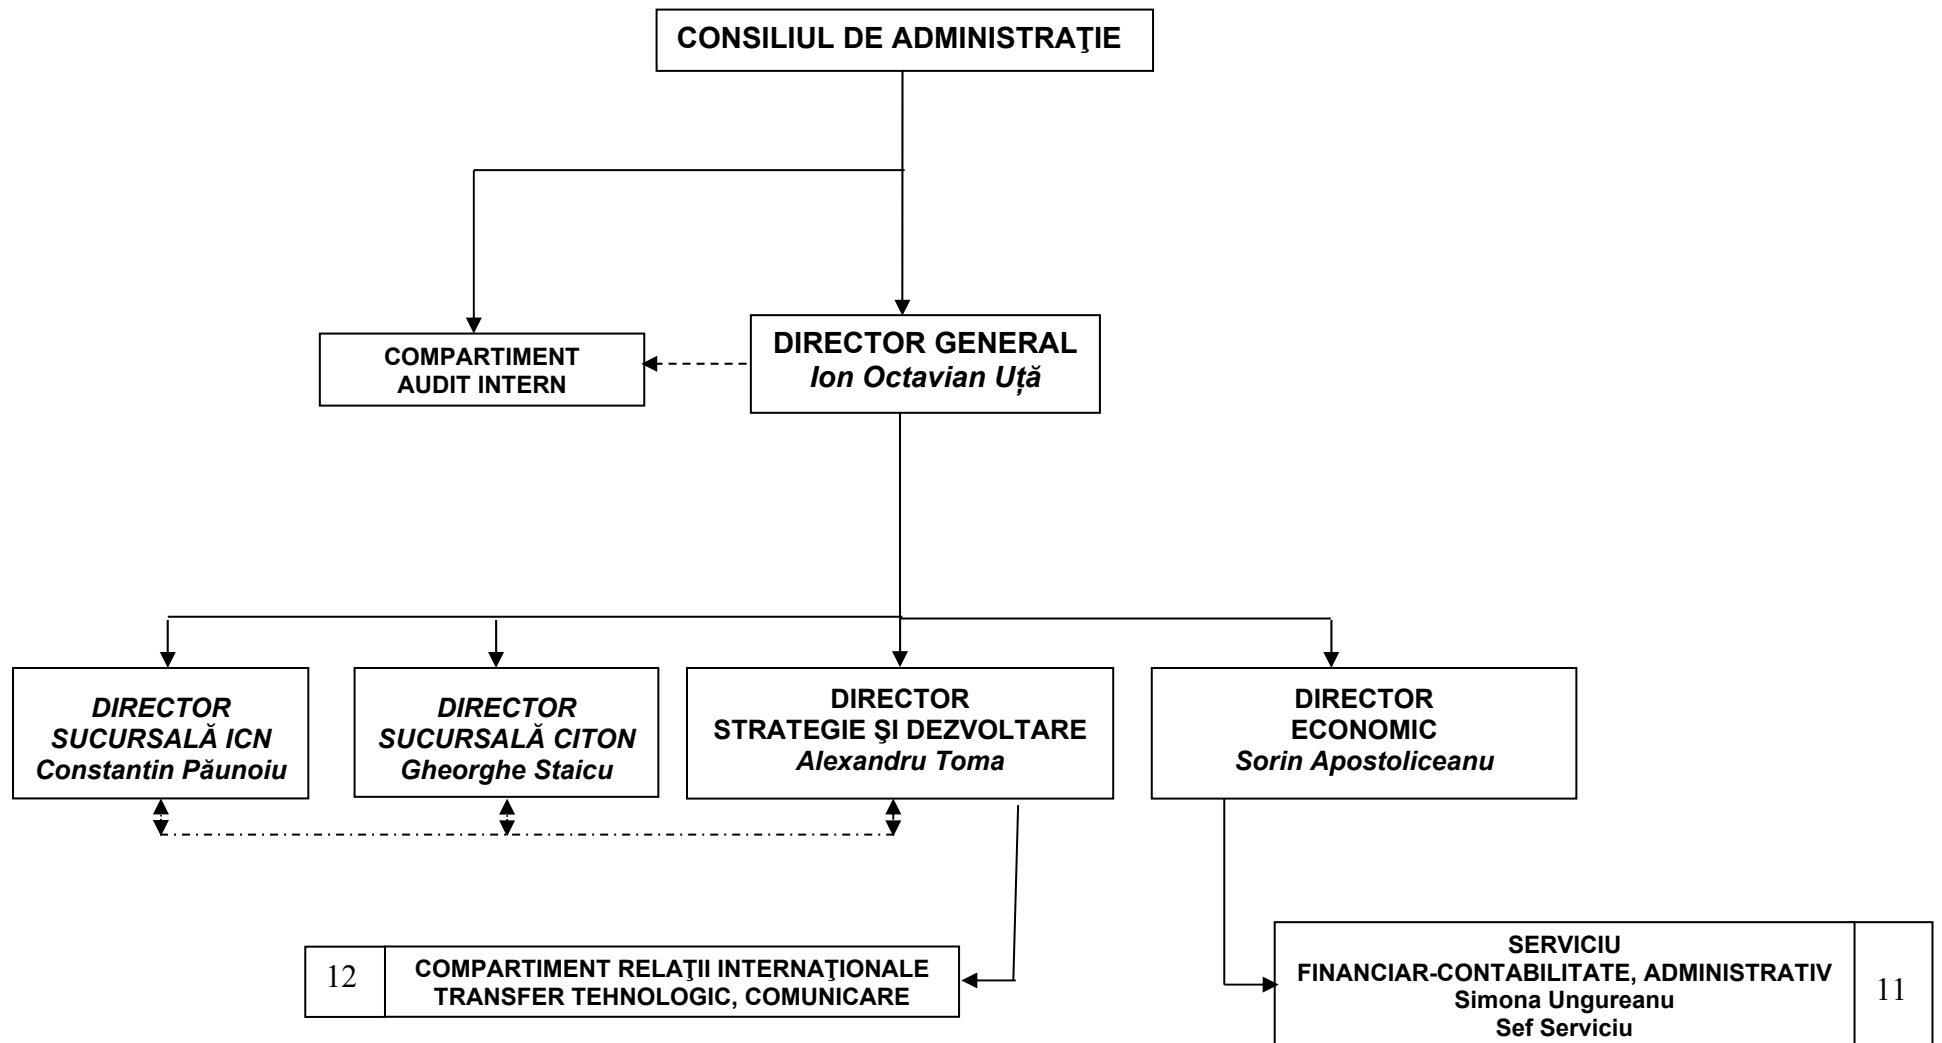 CONSILIUL DE ADMINISTRAŢIE
COMPARTIMENT
AUDIT INTERN
DIRECTOR GENERAL
Ion Octavian Uță
DIRECTOR
SUCURSALĂ ICN
Constantin Păunoiu
DIRECTOR
SUCURSALĂ CITON
Gheorghe Staicu
DIRECTOR
STRATEGIE ŞI DEZVOLTARE
Alexandru Toma
DIRECTOR
ECONOMIC
Sorin Apostoliceanu
12
COMPARTIMENT RELAŢII INTERNAŢIONALE
TRANSFER TEHNOLOGIC, COMUNICARE
SERVICIU
FINANCIAR-CONTABILITATE, ADMINISTRATIV
Simona Ungureanu
Sef Serviciu
11